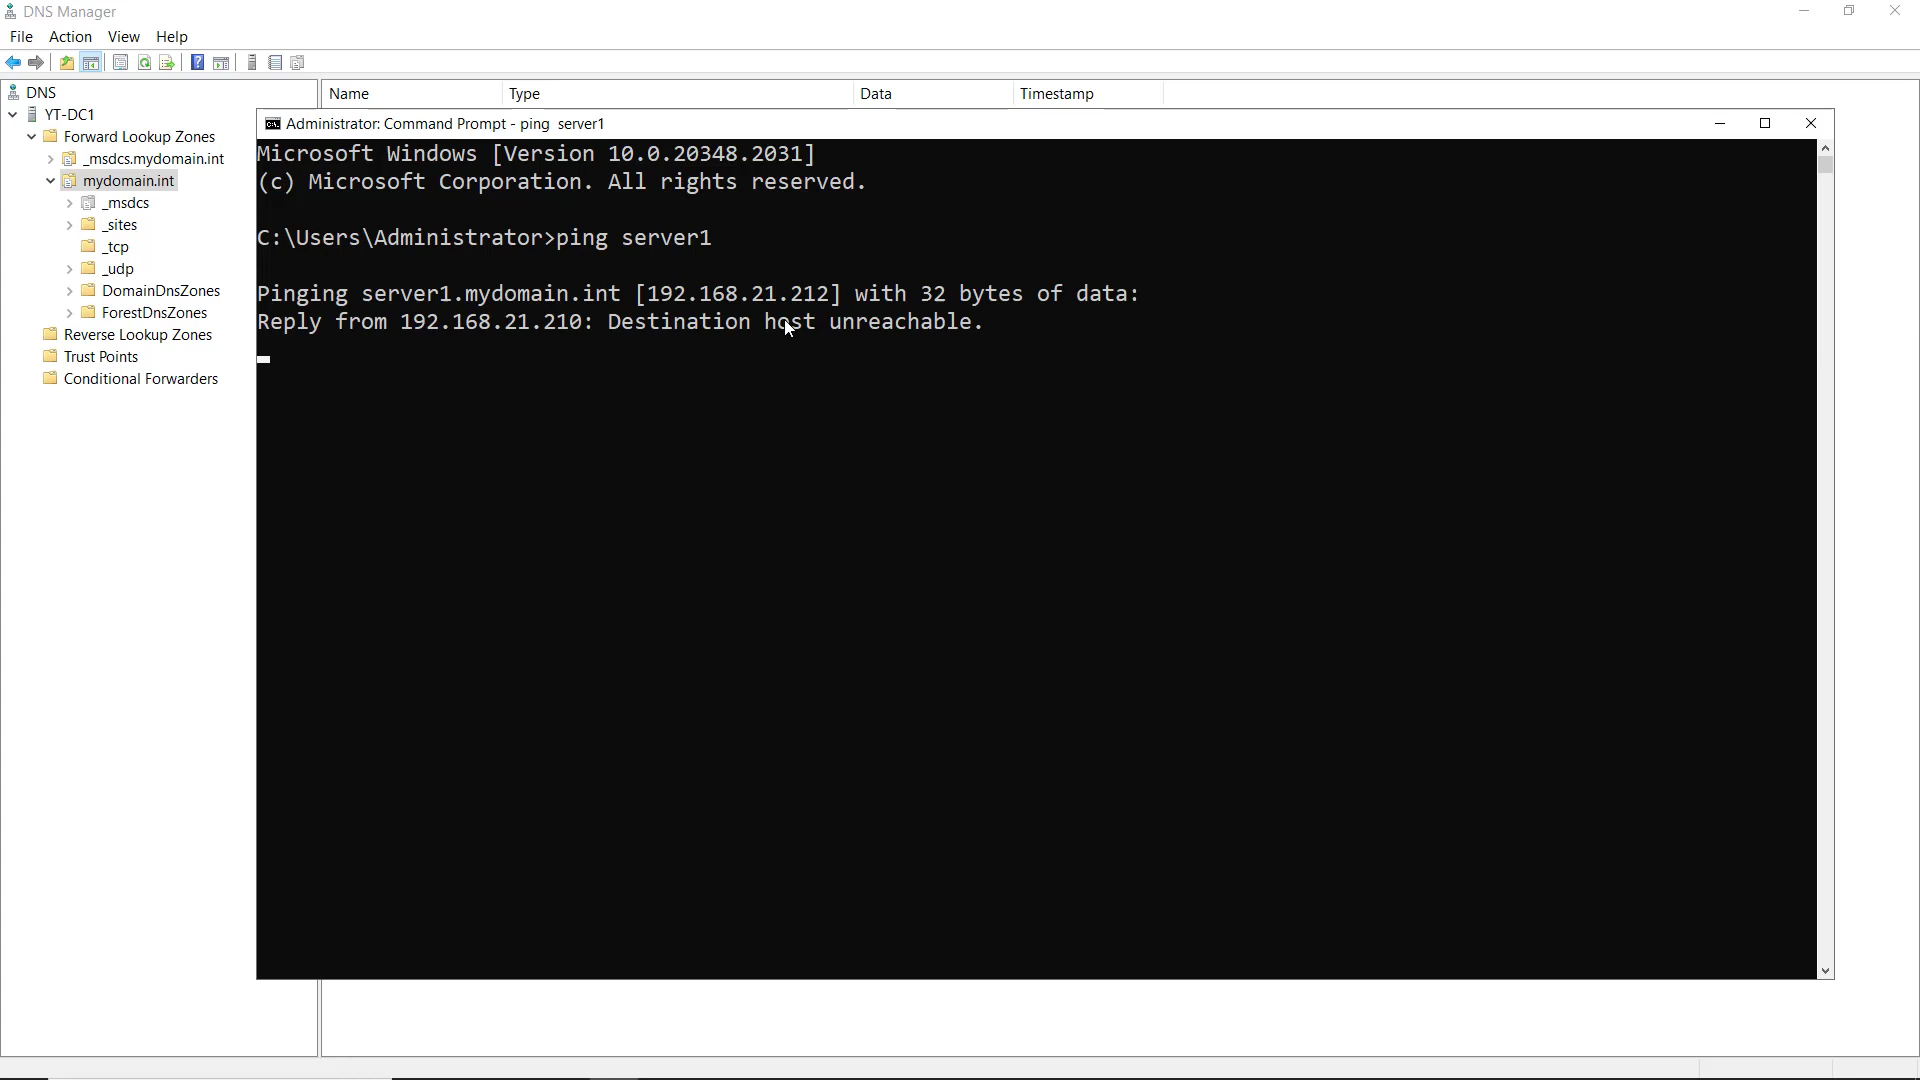 DNS Manager
File Action View Help
DNS
YT-DC1
Forward Lookup Zones
_msdcs.mydomain.int
mydomain.int
_msdcs
_sites
_tcp
_udp
DomainDnsZones
ForestDnsZones
Reverse Lookup Zones
Trust Points
Conditional Forwarders
Name Type Data Timestamp
Administrator: Command Prompt - ping  server1
Microsoft Windows [Version 10.0.20348.2031]
(c) Microsoft Corporation. All rights reserved.
C:\Users\Administrator>ping server1
Pinging server1.mydomain.int [192.168.21.212] with 32 bytes of data:
Reply from 192.168.21.210: Destination host unreachable.